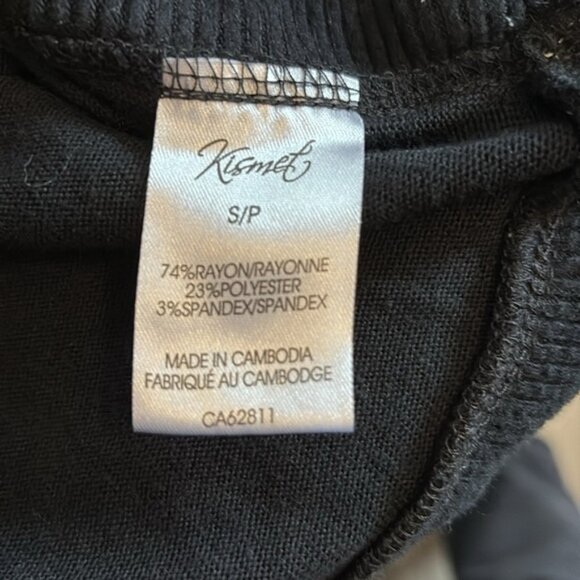 Kismet
S/P
74%RAYON/RAYONNE
23%POLYESTER
3%SPANDEX/SPANDEX
MADE IN CAMBODIA
FABRIQUÉ AU CAMBODGE
CA62811